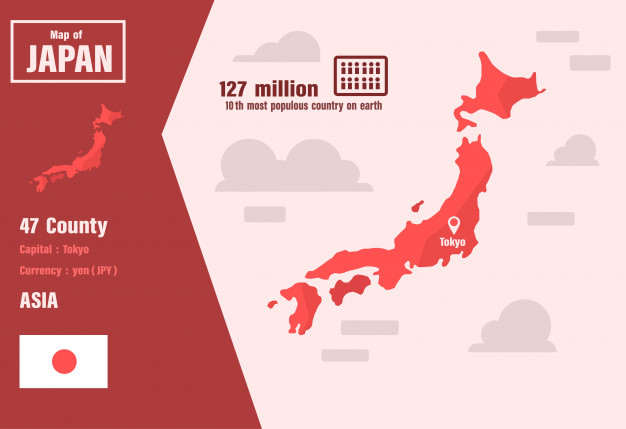 Map of
JAPAN
127 million
10th most populous country on earth
Tokyo
47 County
Capital : Tokyo
Currency : yen ( JPY )
ASIA